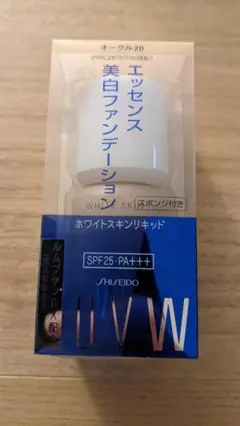 オークル20
エッセンス
美白ファンデーション
スポンジ付き
ホワイトスキンリキッド
SPF25・PA+++
SHISEIDO
UVW